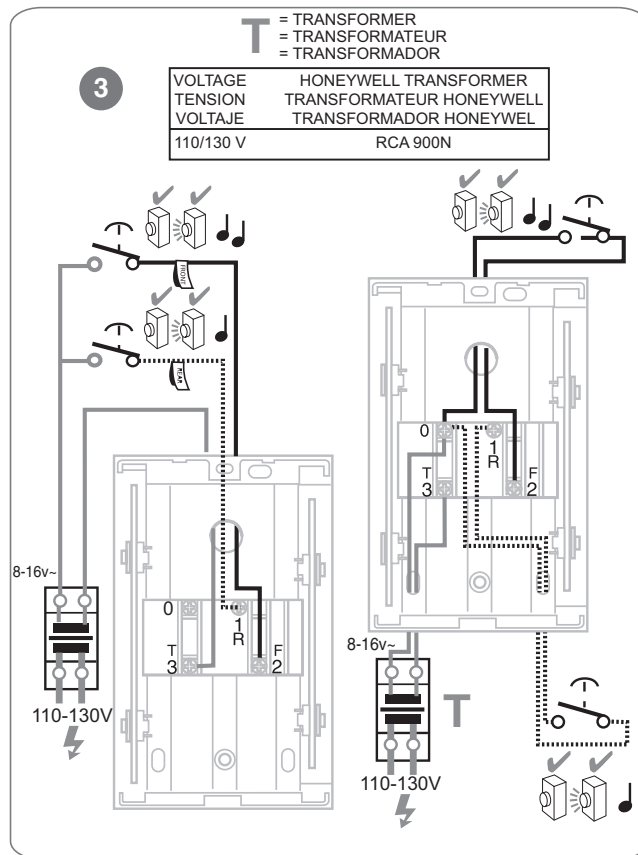 T
= TRANSFORMER
= TRANSFORMATEUR
= TRANSFORMADOR
3
VOLTAGE HONEYWELL TRANSFORMER
TENSION TRANSFORMATEUR HONEYWELL
VOLTAJE TRANSFORMADOR HONEYWEL
110/130 V RCA 900N
FRONT
REAR
8-16v~
0
1
R
T
3
F
2
110-130V
0
1
R
T
3
F
2
8-16v~
T
110-130V